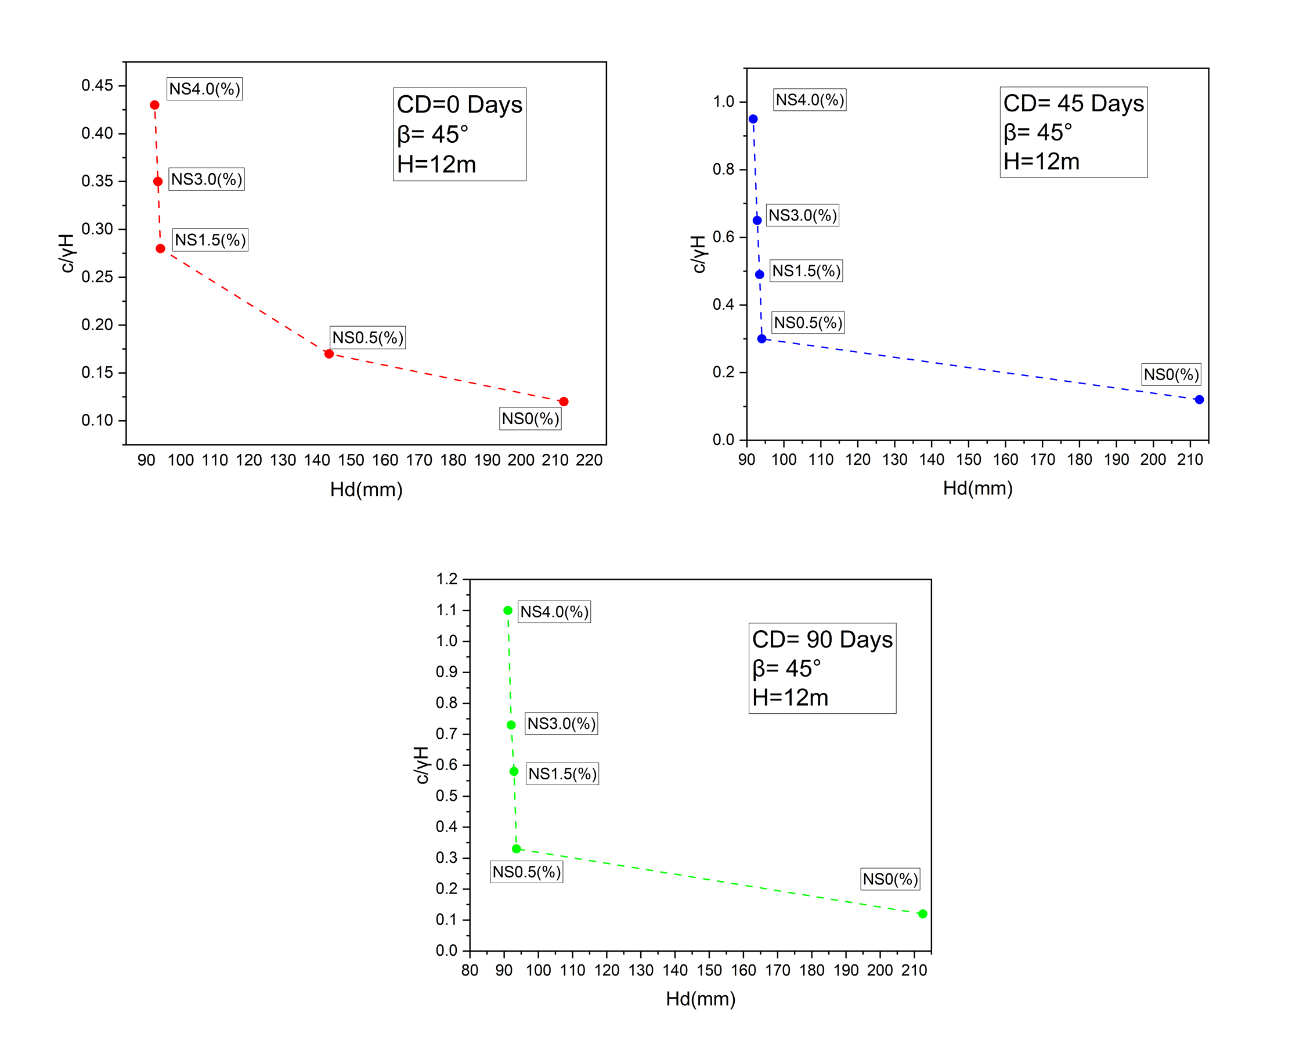 NS4.0(%)
NS3.0(%)
NS1.5(%)
NS0.5(%)
NS0(%)
CD=0 Days
β= 45°
H=12m
0.45
0.40
0.35
0.30
0.25
0.20
0.15
0.10
c/γH
90 100 110 120 130 140 150 160 170 180 190 200 210 220
Hd(mm)
NS4.0(%)
NS3.0(%)
NS1.5(%)
NS0.5(%)
NS0(%)
CD= 45 Days
β= 45°
H=12m
1.0
0.8
0.6
0.4
0.2
0.0
c/γH
90 100 110 120 130 140 150 160 170 180 190 200 210
Hd(mm)
NS4.0(%)
NS3.0(%)
NS1.5(%)
NS0.5(%)
NS0(%)
CD= 90 Days
β= 45°
H=12m
1.2
1.1
1.0
0.9
0.8
0.7
0.6
0.5
0.4
0.3
0.2
0.1
0.0
c/γH
80 90 100 110 120 130 140 150 160 170 180 190 200 210
Hd(mm)